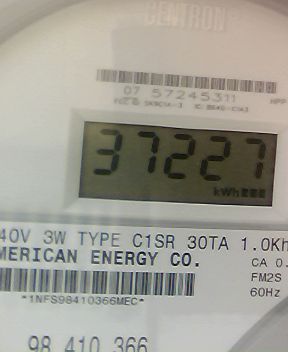 CENTRON
07 57245311
HPP
37227
kWh
40V 3W TYPE C1SR 30TA 1.0Kh
MERICAN ENERGY CO.
CA 0.
FM2S
60Hz
*1NFS98410366MEC*
98 410 366